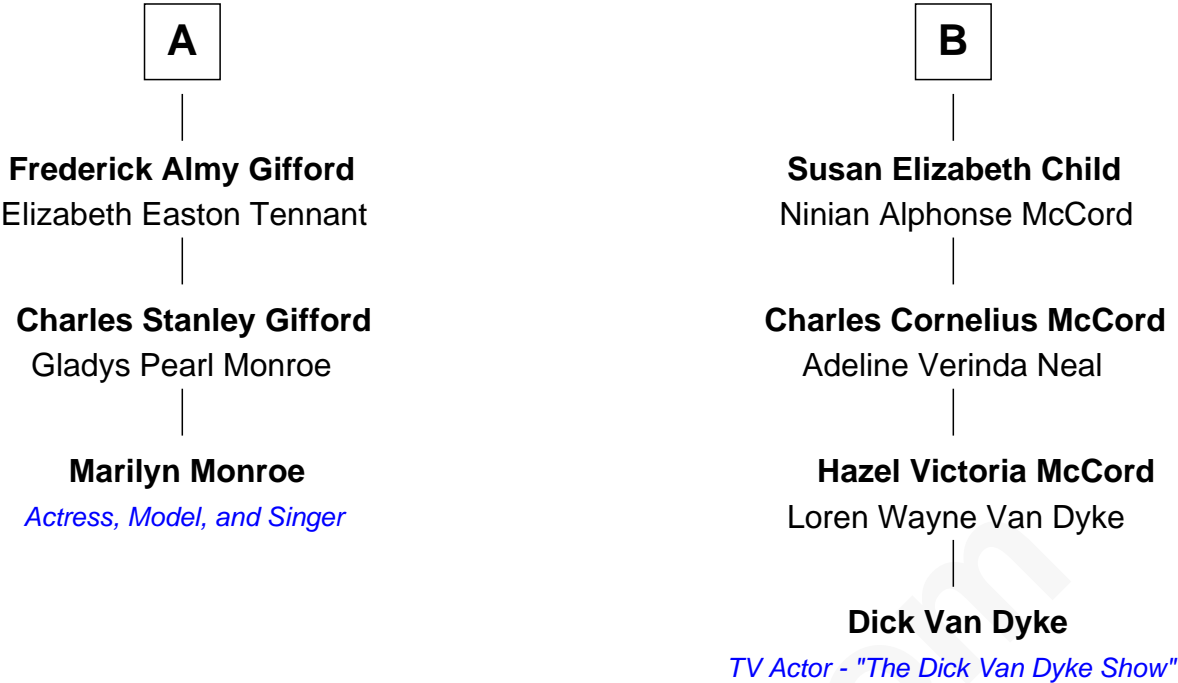 A
Frederick Almy Gifford
Elizabeth Easton Tennant
Charles Stanley Gifford
Gladys Pearl Monroe
Marilyn Monroe
Actress, Model, and Singer
B
Susan Elizabeth Child
Ninian Alphonse McCord
Charles Cornelius McCord
Adeline Verinda Neal
Hazel Victoria McCord
Loren Wayne Van Dyke
Dick Van Dyke
TV Actor - "The Dick Van Dyke Show"